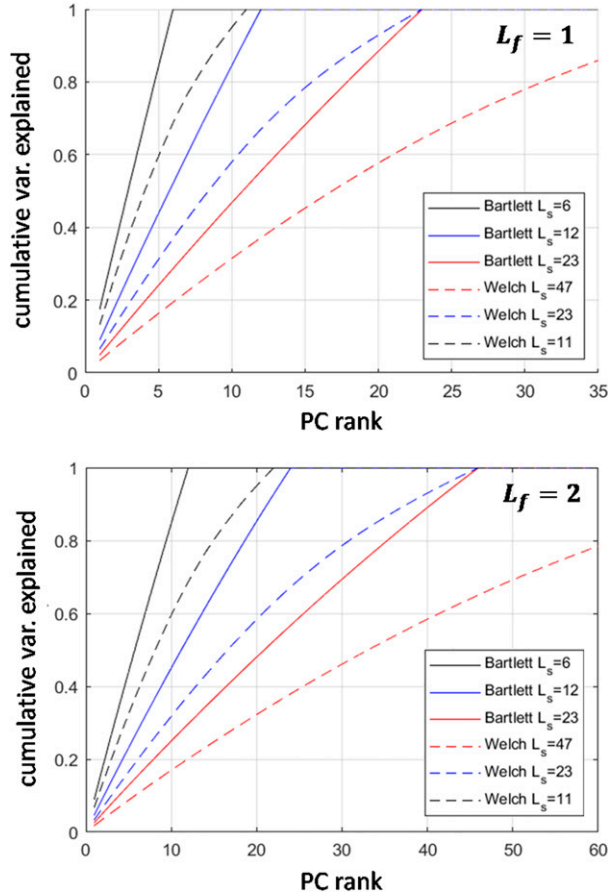 L_f = 1
cumulative var. explained
1
0.8
0.6
0.4
0.2
0
0 5 10 15 20 25 30 35
PC rank
Bartlett L_s=6
Bartlett L_s=12
Bartlett L_s=23
Welch L_s=47
Welch L_s=23
Welch L_s=11
L_f = 2
cumulative var. explained
1
0.8
0.6
0.4
0.2
0
0 10 20 30 40 50 60
PC rank
Bartlett L_s=6
Bartlett L_s=12
Bartlett L_s=23
Welch L_s=47
Welch L_s=23
Welch L_s=11